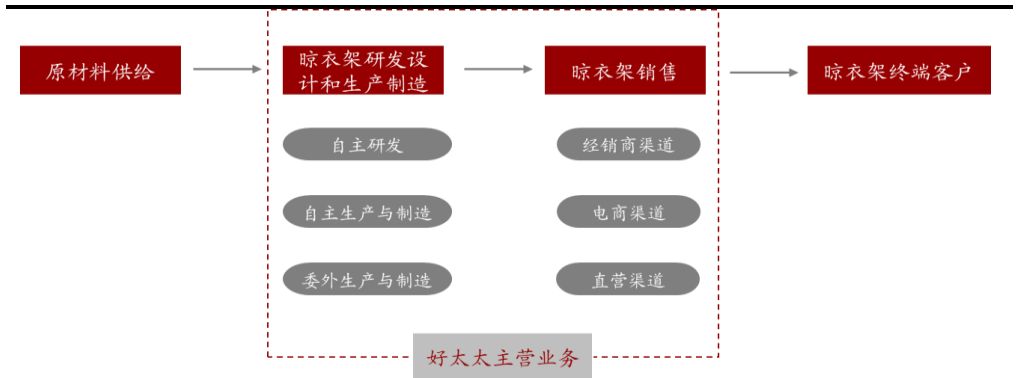 原材料供给
晾衣架研发设
计和生产制造
晾衣架销售
晾衣架终端客户
自主研发
经销商渠道
自主生产与制造
电商渠道
委外生产与制造
直营渠道
好太太主营业务